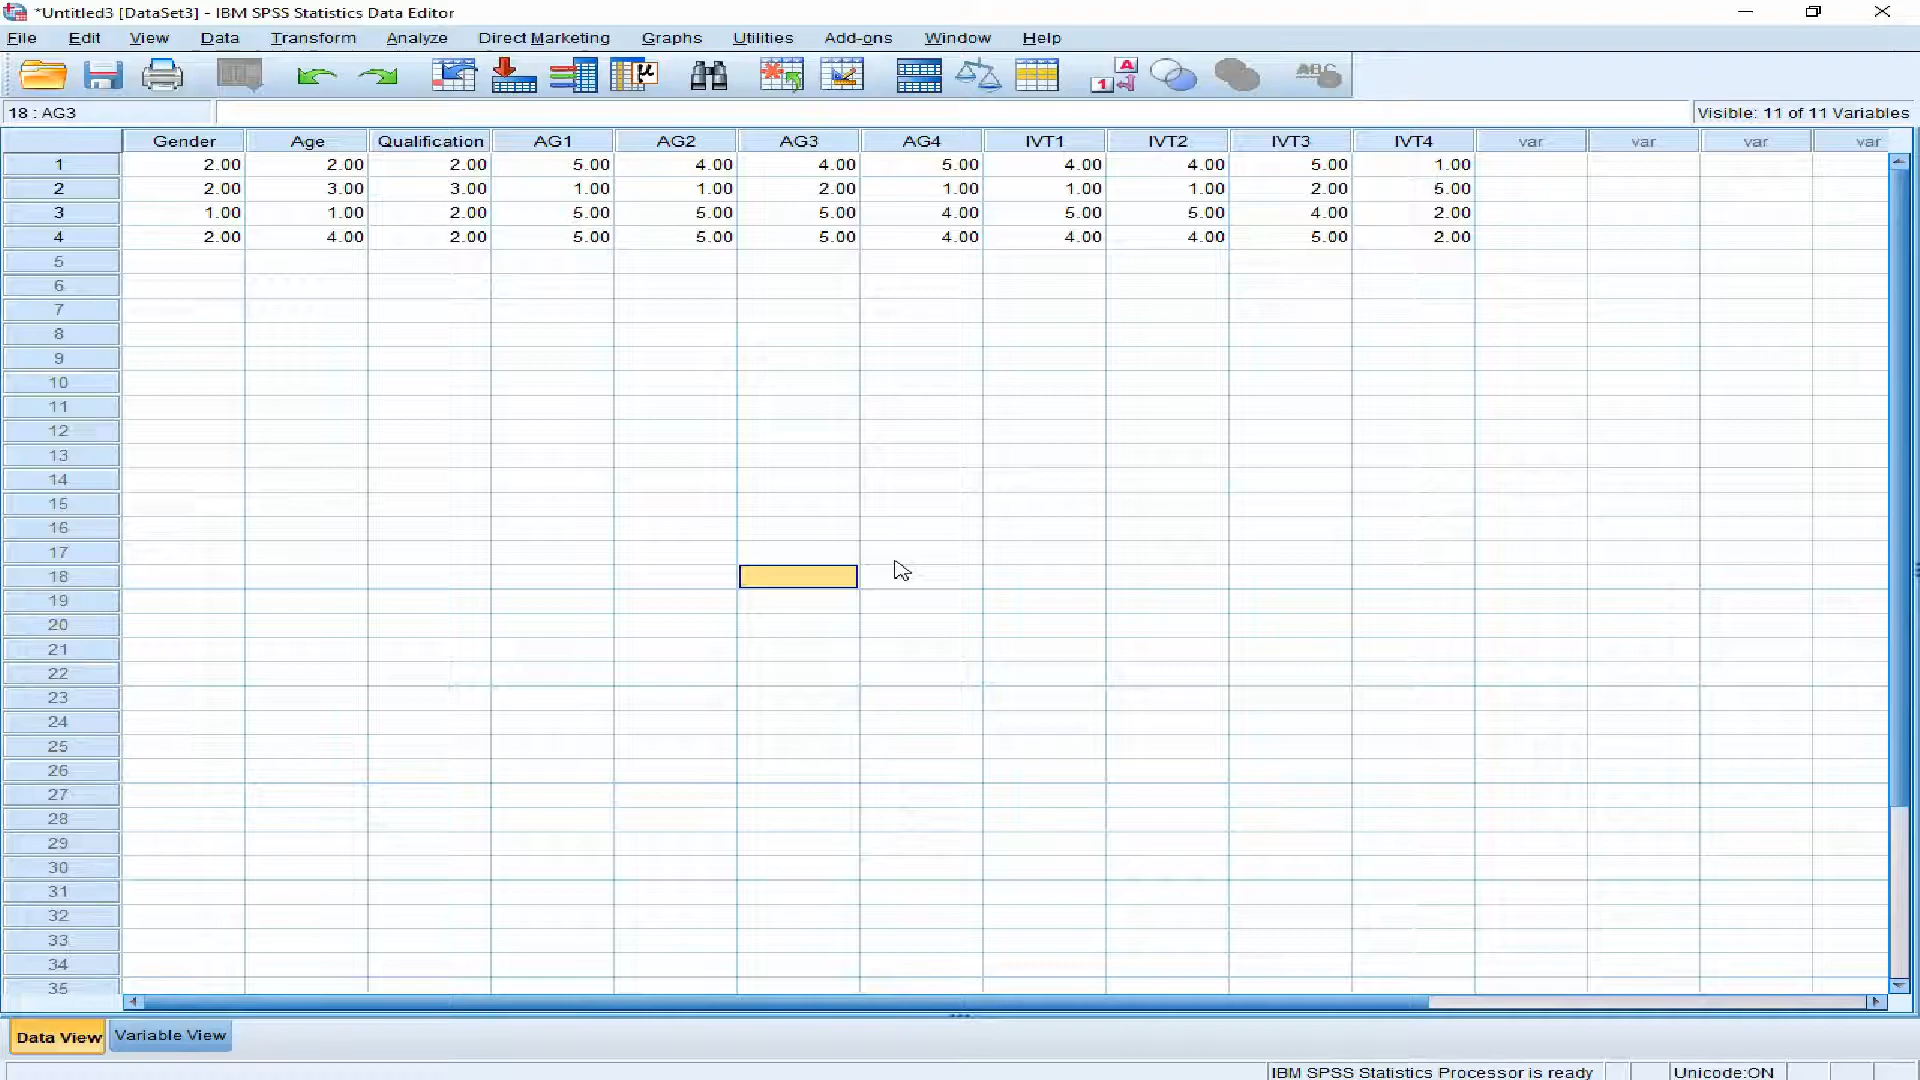 *Untitled3 [DataSet3] - IBM SPSS Statistics Data Editor
File Edit View Data Transform Analyze Direct Marketing Graphs Utilities Add-ons Window Help
1 A ABC
18 : AG3 Visible: 11 of 11 Variables
Gender Age Qualification AG1 AG2 AG3 AG4 IVT1 IVT2 IVT3 IVT4 var var var var
1 2.00 2.00 2.00 5.00 4.00 4.00 5.00 4.00 4.00 5.00 1.00
2 2.00 3.00 3.00 1.00 1.00 2.00 1.00 1.00 1.00 2.00 5.00
3 1.00 1.00 2.00 5.00 5.00 5.00 4.00 5.00 5.00 4.00 2.00
4 2.00 4.00 2.00 5.00 5.00 5.00 4.00 4.00 4.00 5.00 2.00
5
6
7
8
9
10
11
12
13
14
15
16
17
18
19
20
21
22
23
24
25
26
27
28
29
30
31
32
33
34
35
Data View Variable View
IBM SPSS Statistics Processor is ready Unicode:ON